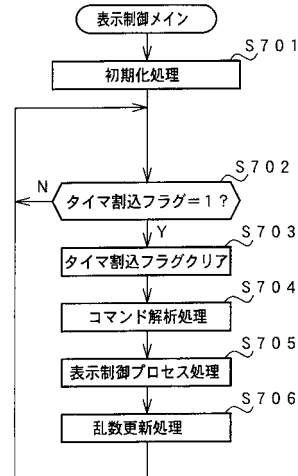 表示制御メイン
S701
初期化処理
S702
N
タイマ割込フラグ=1?
Y
S703
タイマ割込フラグクリア
S704
コマンド解析処理
S705
表示制御プロセス処理
S706
乱数更新処理